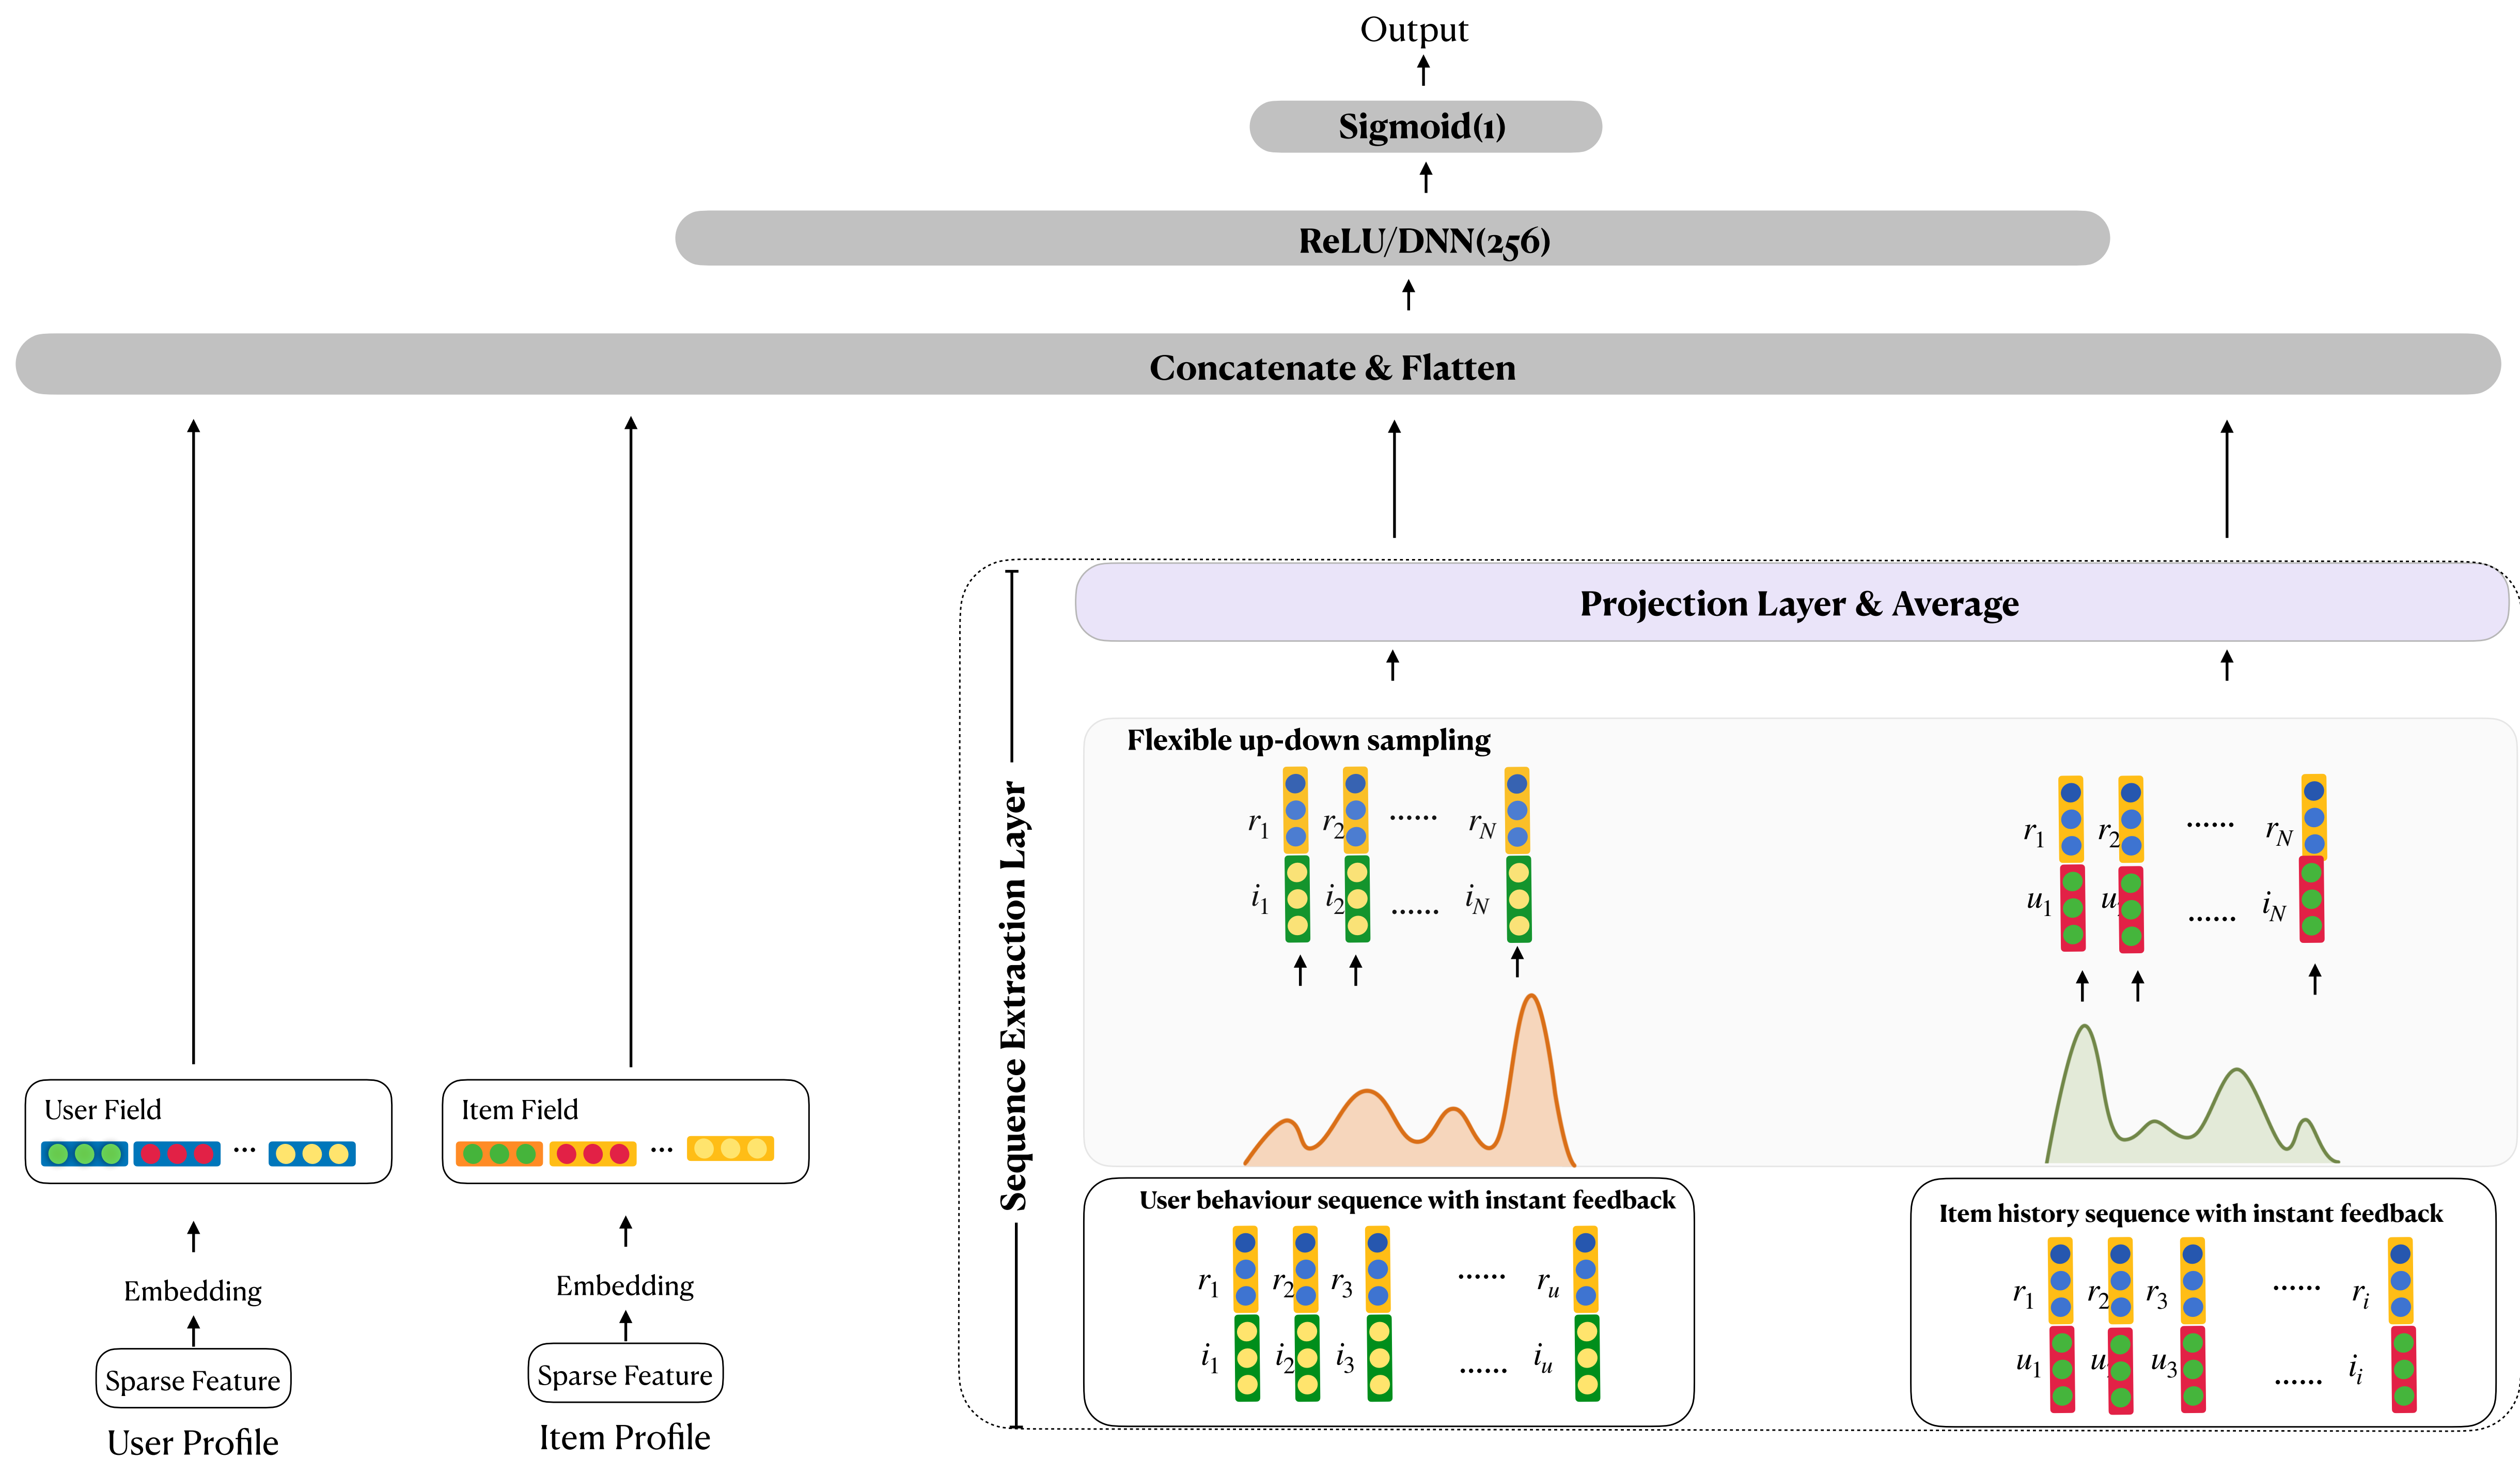 Output
Sigmoid(1)
ReLU/DNN(256)
Concatenate & Flatten
Projection Layer & Average
Sequence Extraction Layer
Flexible up-down sampling
r1 r2 ...... rN
i1 i2 ...... iN
r1 r2 ...... rN
u1 u ...... iN
User Field
...
Item Field
...
Embedding
Sparse Feature
User Profile
Embedding
Sparse Feature
Item Profile
User behaviour sequence with instant feedback
r1 r2 r3 ...... ru
i1 i2 i3 ...... iu
Item history sequence with instant feedback
r1 r2 r3 ...... ri
u1 u u3 ...... ii